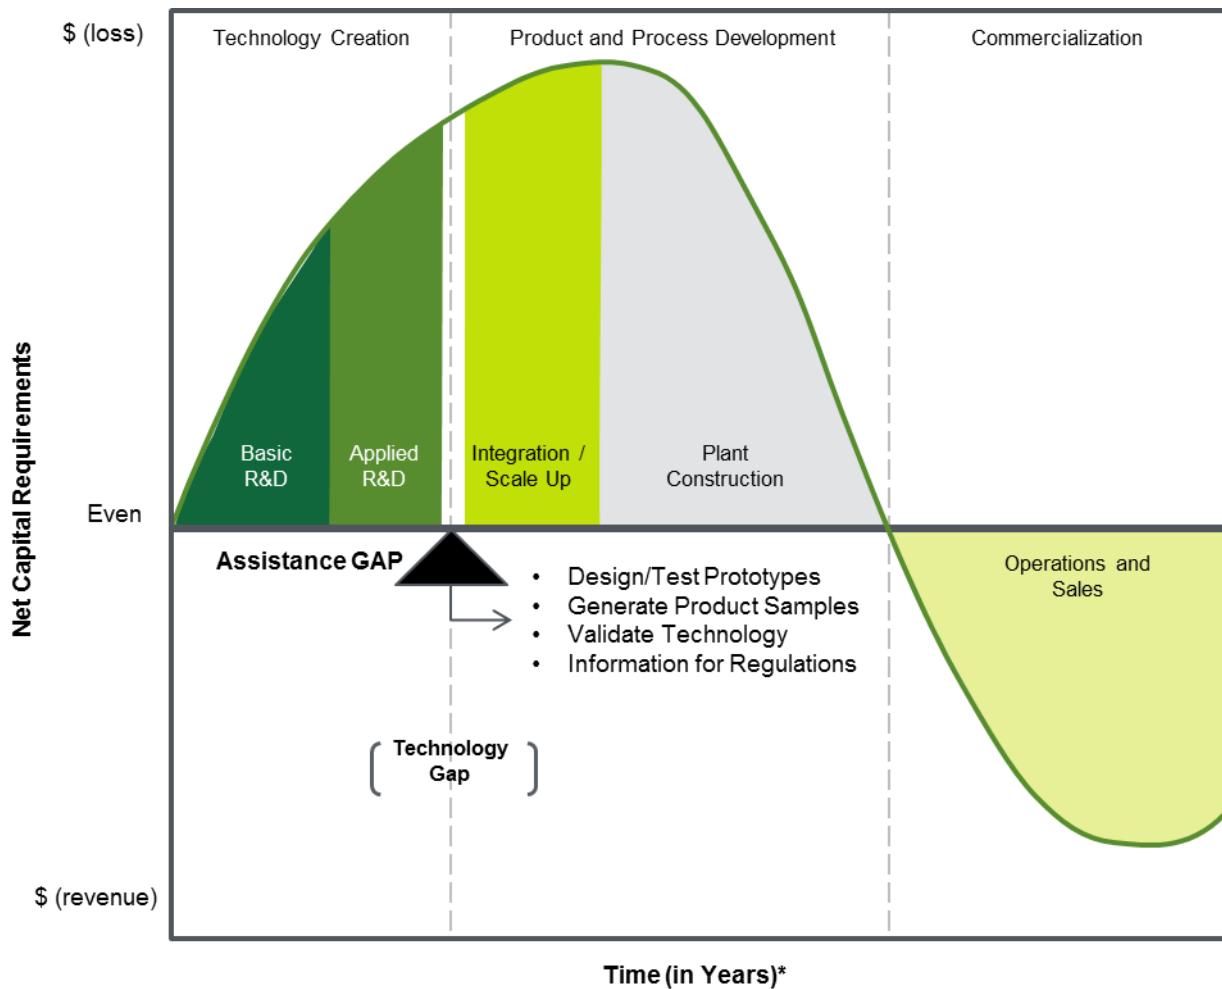 $ (loss)
Technology Creation
Product and Process Development
Commercialization
Net Capital Requirements
Basic
R&D
Applied
R&D
Integration /
Scale Up
Plant
Construction
Even
Assistance GAP
• Design/Test Prototypes
• Generate Product Samples
• Validate Technology
• Information for Regulations
Operations and
Sales
Technology
Gap
$ (revenue)
Time (in Years)*